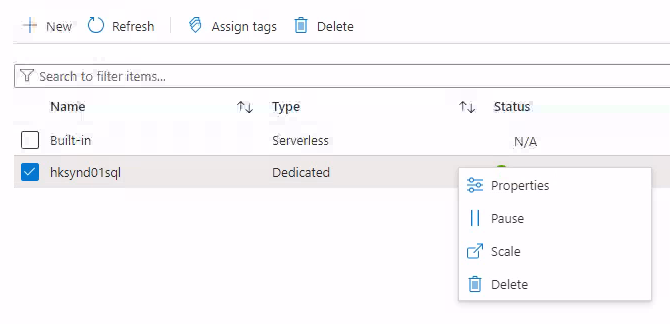 New Refresh Assign tags Delete
Search to filter items...
Name Type Status
Built-in Serverless N/A
hksynd01sql Dedicated
Properties
Pause
Scale
Delete